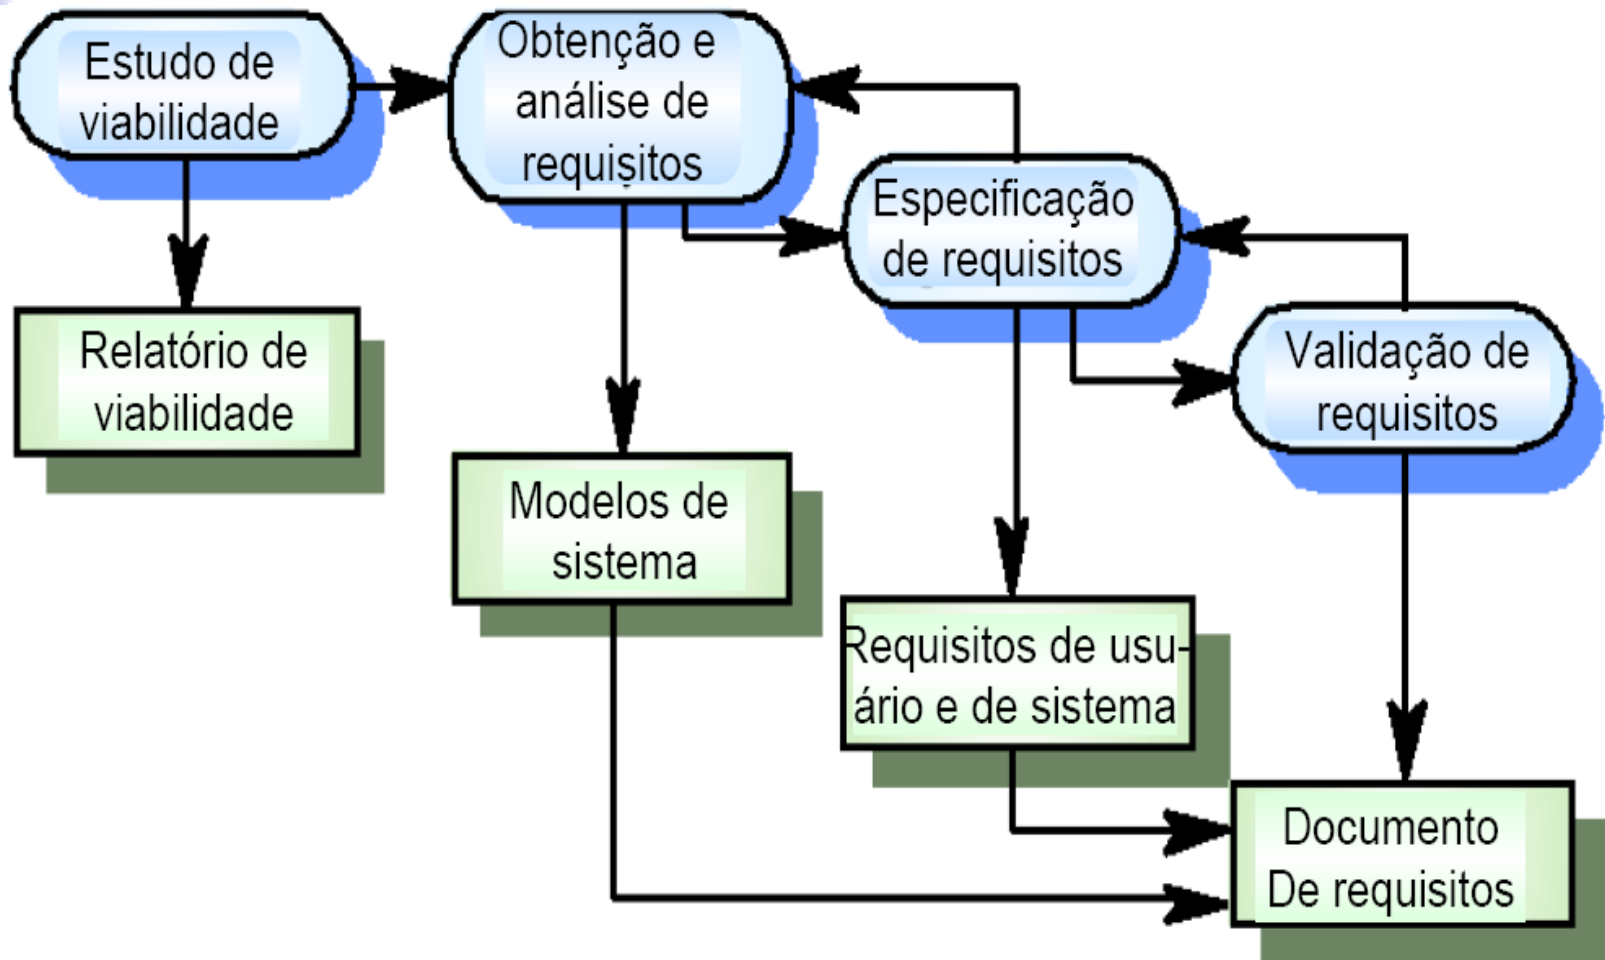 Estudo de
viabilidade
Obtenção e
análise de
requisitos
Especificação
de requisitos
Validação de
requisitos
Relatório de
viabilidade
Modelos de
sistema
Requisitos de usu-
ário e de sistema
Documento
De requisitos